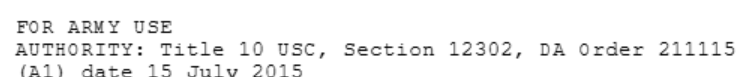 FOR ARMY USE
AUTHORITY: Title 10 USC, Section 12302, DA Order 211115
(A1) date 15 July 2015